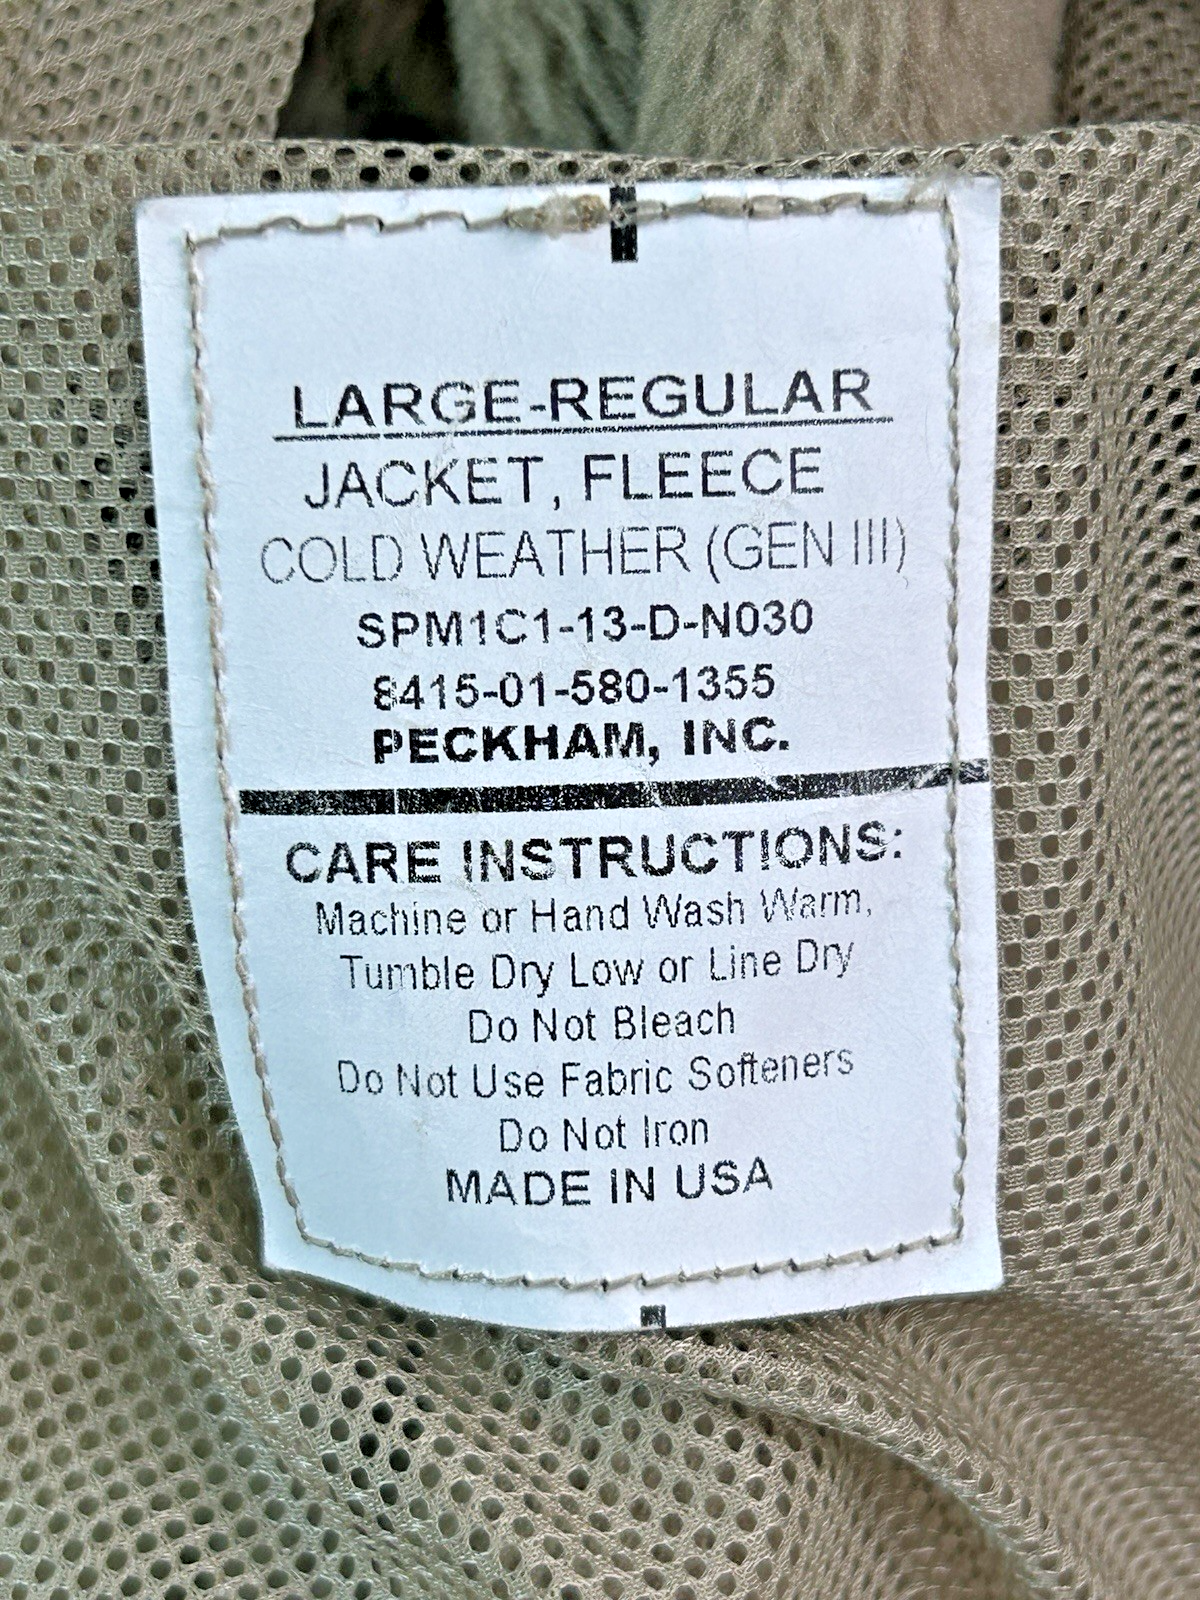 LARGE-REGULAR
JACKET, FLEECE
COLD WEATHER (GEN III)
SPM1C1-13-D-N030
8415-01-580-1355
PECKHAM, INC.
CARE INSTRUCTIONS:
Machine or Hand Wash Warm,
Tumble Dry Low or Line Dry
Do Not Bleach
Do Not Use Fabric Softeners
Do Not Iron
MADE IN USA